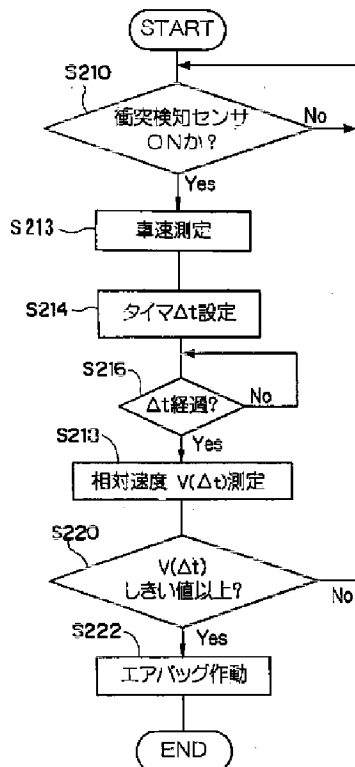 START
S210
衝突検知センサ
ONか?
No
Yes
S213
車速測定
S214
タイマΔt設定
S216
Δt経過?
No
Yes
S218
相対速度 V(Δt)測定
S220
V(Δt)
しきい値以上?
No
Yes
S222
エアバッグ作動
END